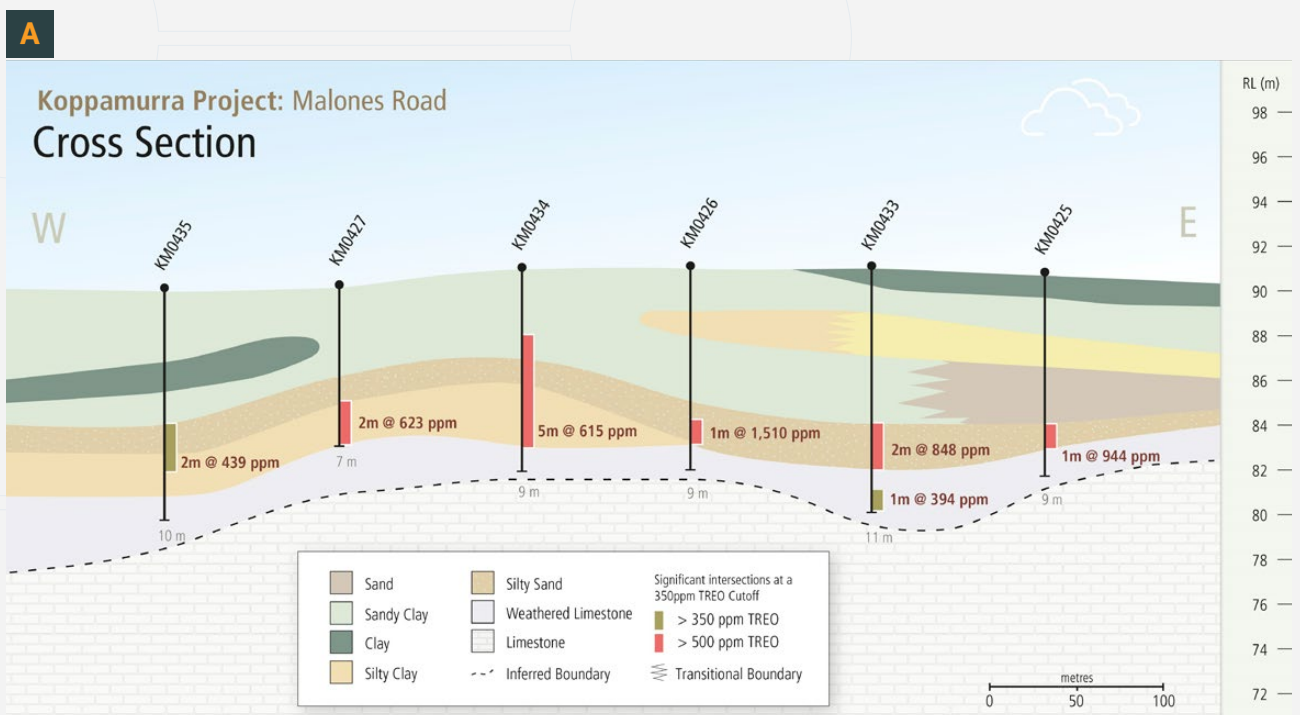 A
Koppamurra Project: Malones Road
Cross Section
W
E
RL (m)
98
96
94
92
90
88
86
84
82
80
78
76
74
72
KM0435
KM0427
KM0434
KM0426
KM0433
KM0425
2m @ 439 ppm
2m @ 623 ppm
5m @ 615 ppm
1m @ 1,510 ppm
2m @ 848 ppm
1m @ 394 ppm
1m @ 944 ppm
10 m
7 m
9 m
9 m
11 m
9 m
Sand
Sandy Clay
Clay
Silty Clay
Silty Sand
Weathered Limestone
Limestone
Inferred Boundary
Significant intersections at a
350ppm TREO Cutoff
> 350 ppm TREO
> 500 ppm TREO
Transitional Boundary
metres
0 50 100